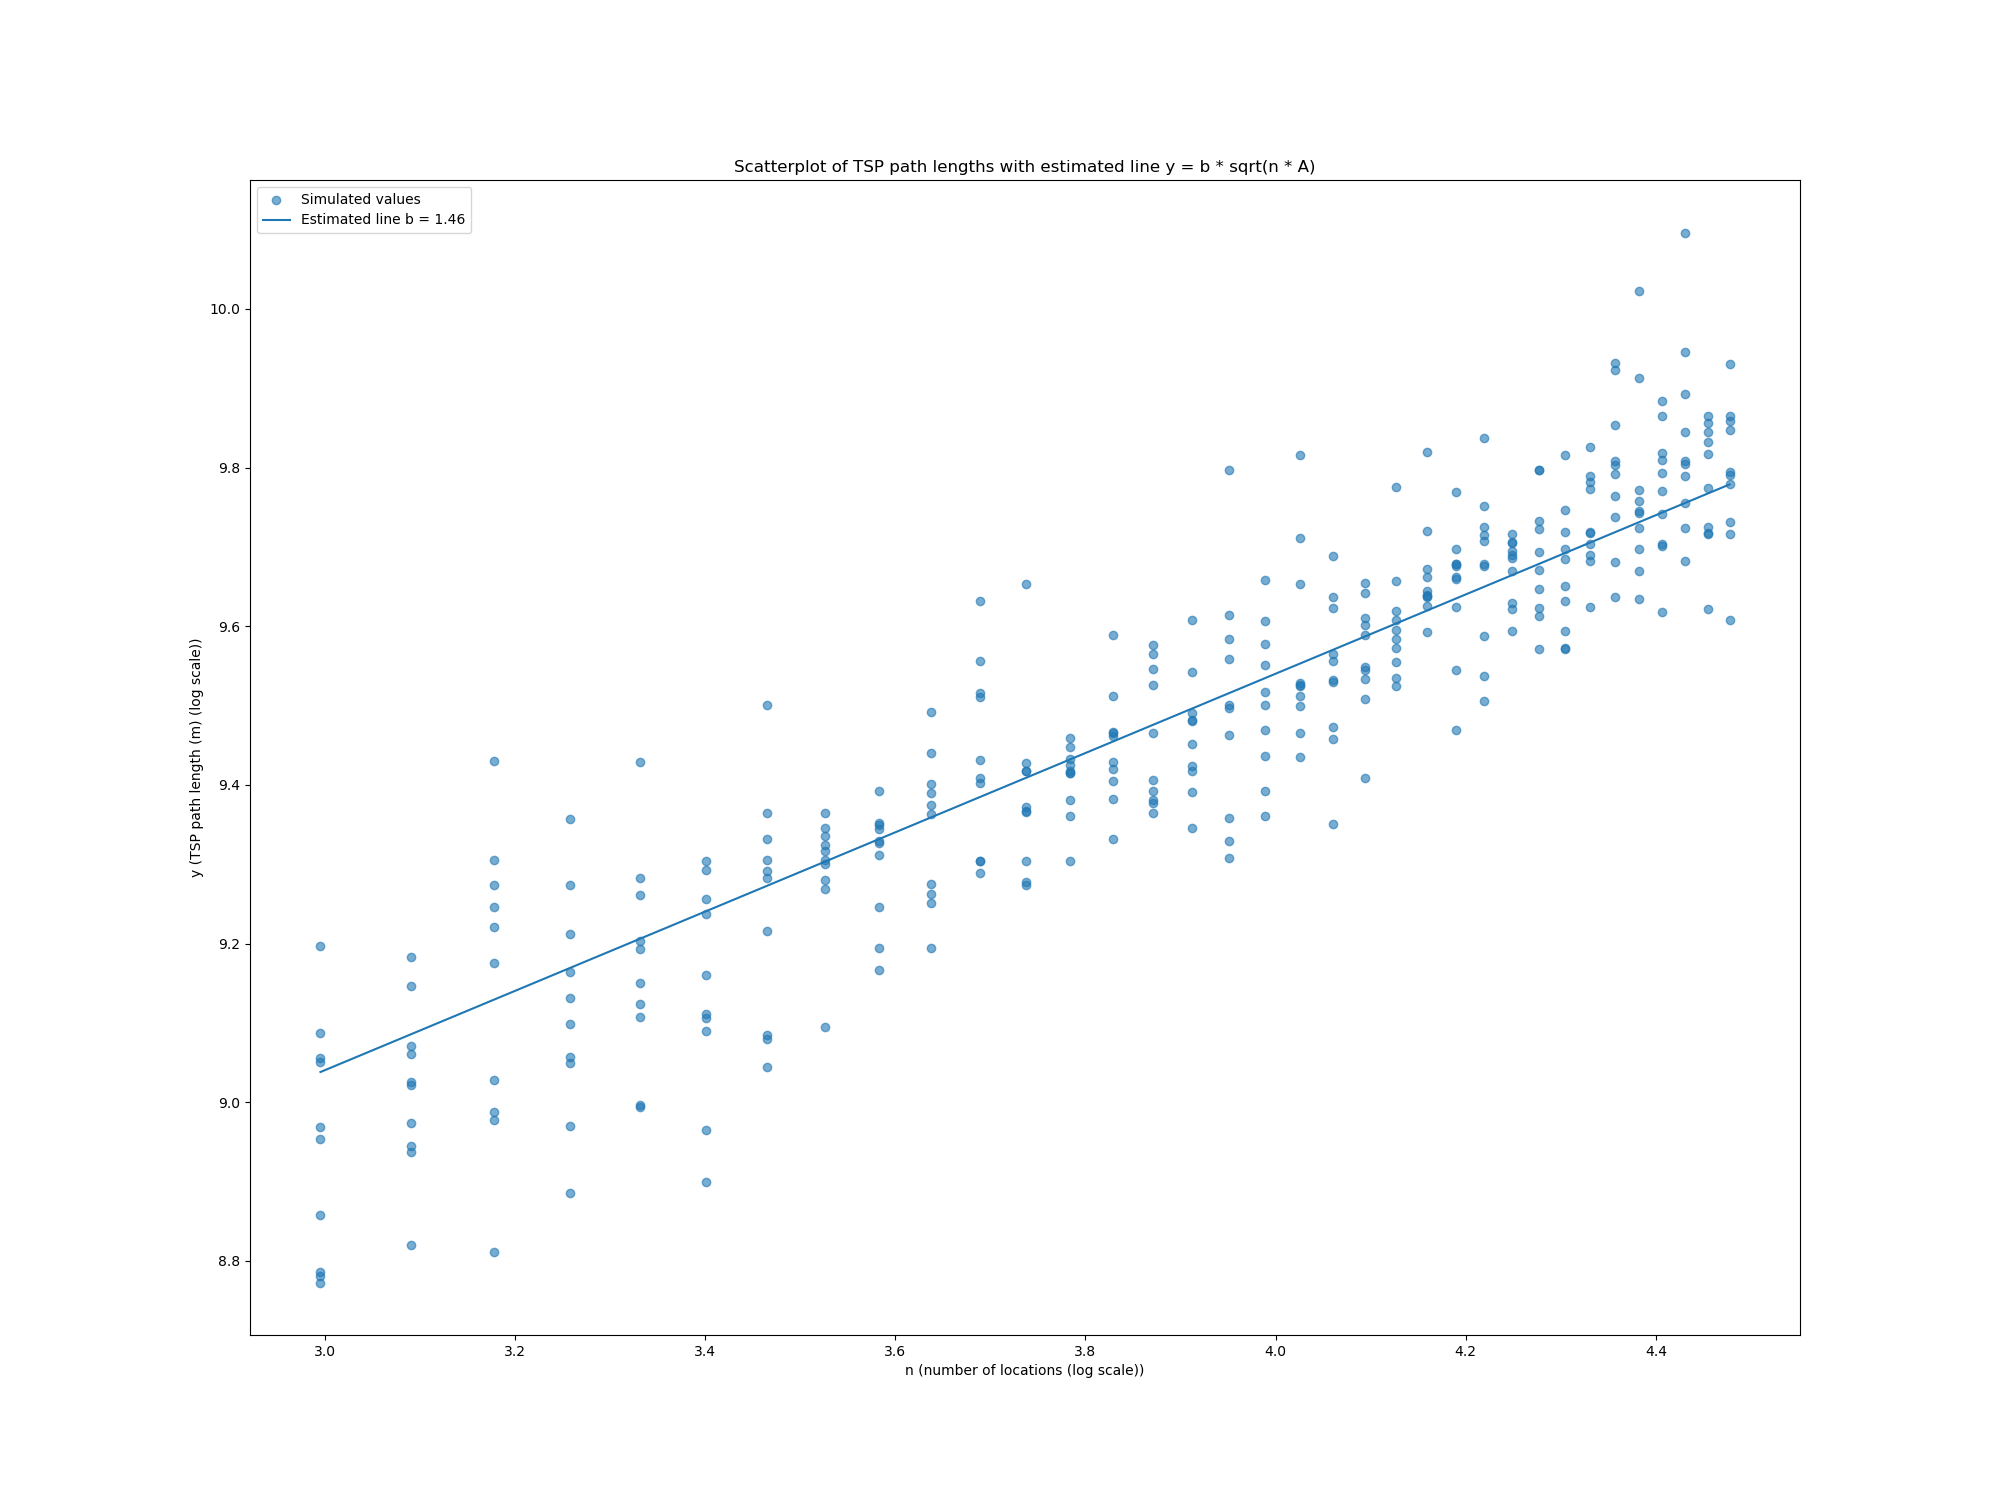 Scatterplot of TSP path lengths with estimated line y = b * sqrt(n * A)
Simulated values
Estimated line b = 1.46
y (TSP path length (m) (log scale))
10.0
9.8
9.6
9.4
9.2
9.0
8.8
3.0 3.2 3.4 3.6 3.8 4.0 4.2 4.4
n (number of locations (log scale))